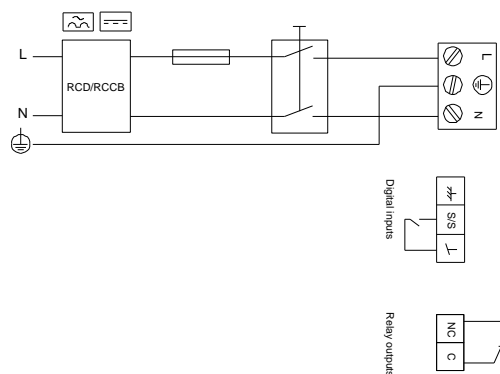 L
RCD/RCCB
N
L
N
Digital inputs
S/S
Relay outputs
NC
C